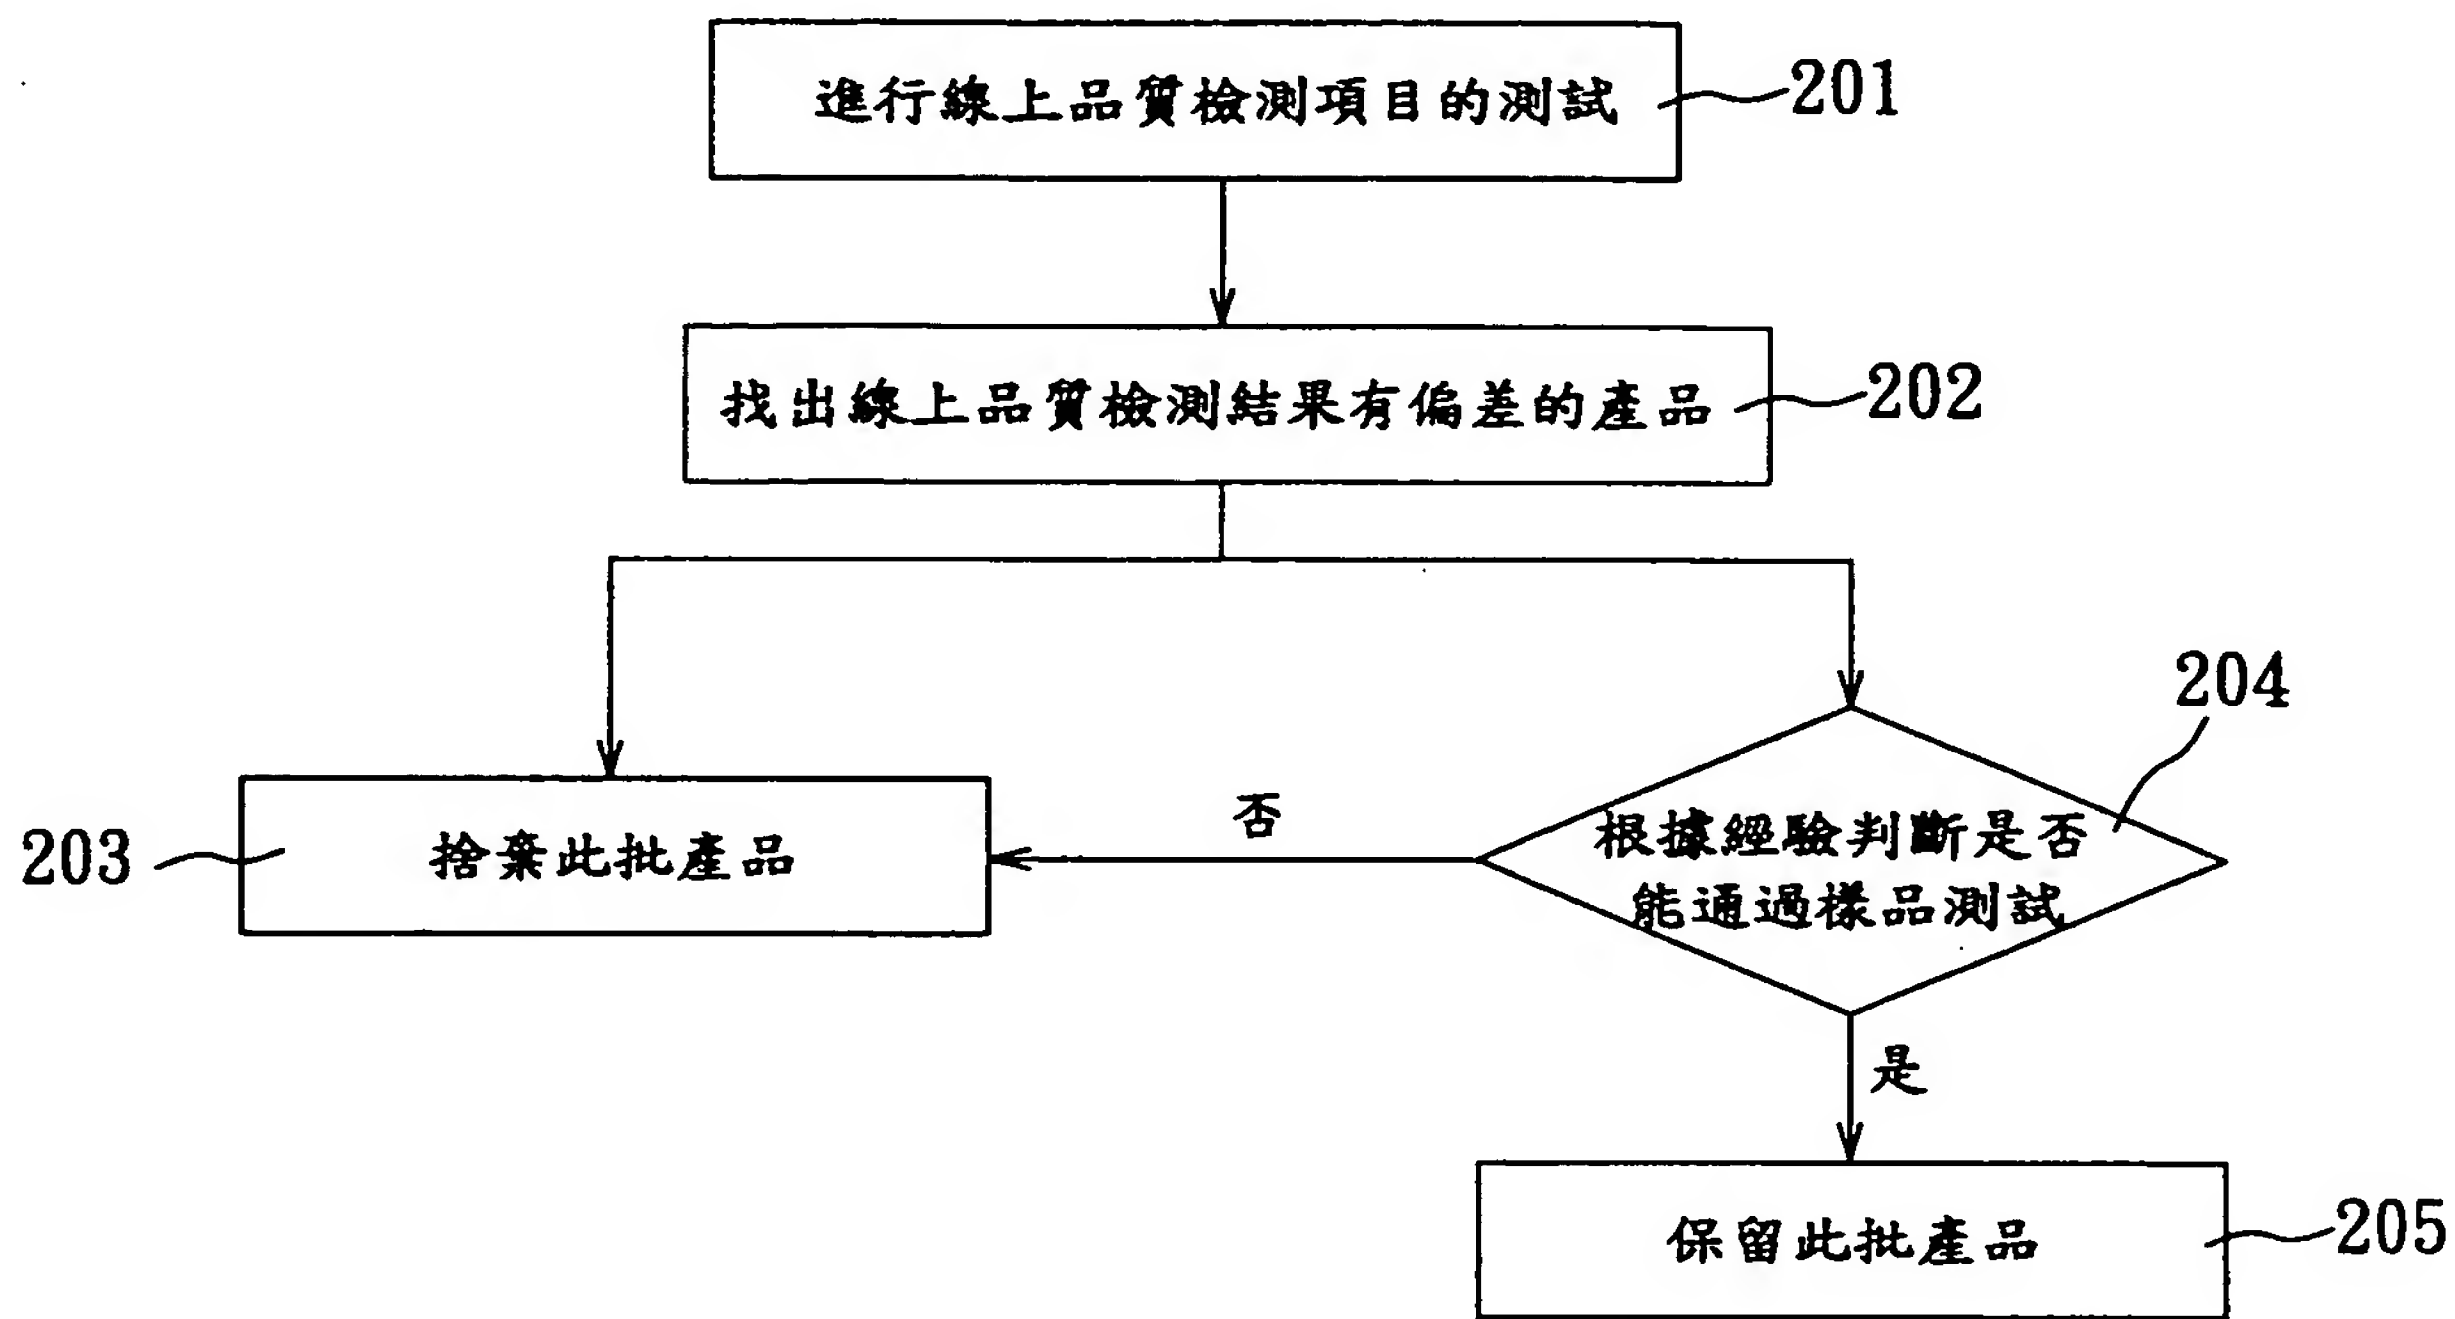 進行線上品質檢測項目的測試
201
找出線上品質檢測結果有偏差的產品
202
204
203
捨棄此批產品
否
根據經驗判斷是否
能通過樣品測試
是
保留此批產品
205